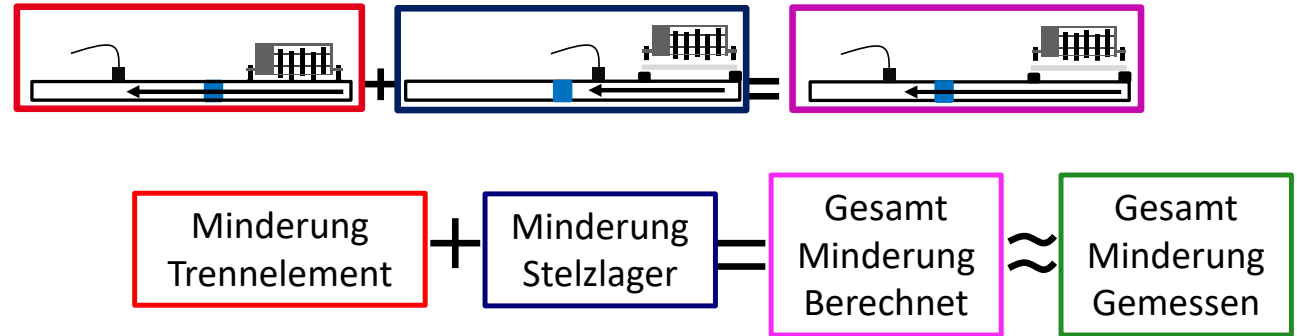 Minderung
Trennelement
+
Minderung
Stelzlager
=
Gesamt
Minderung
Berechnet
≈
Gesamt
Minderung
Gemessen